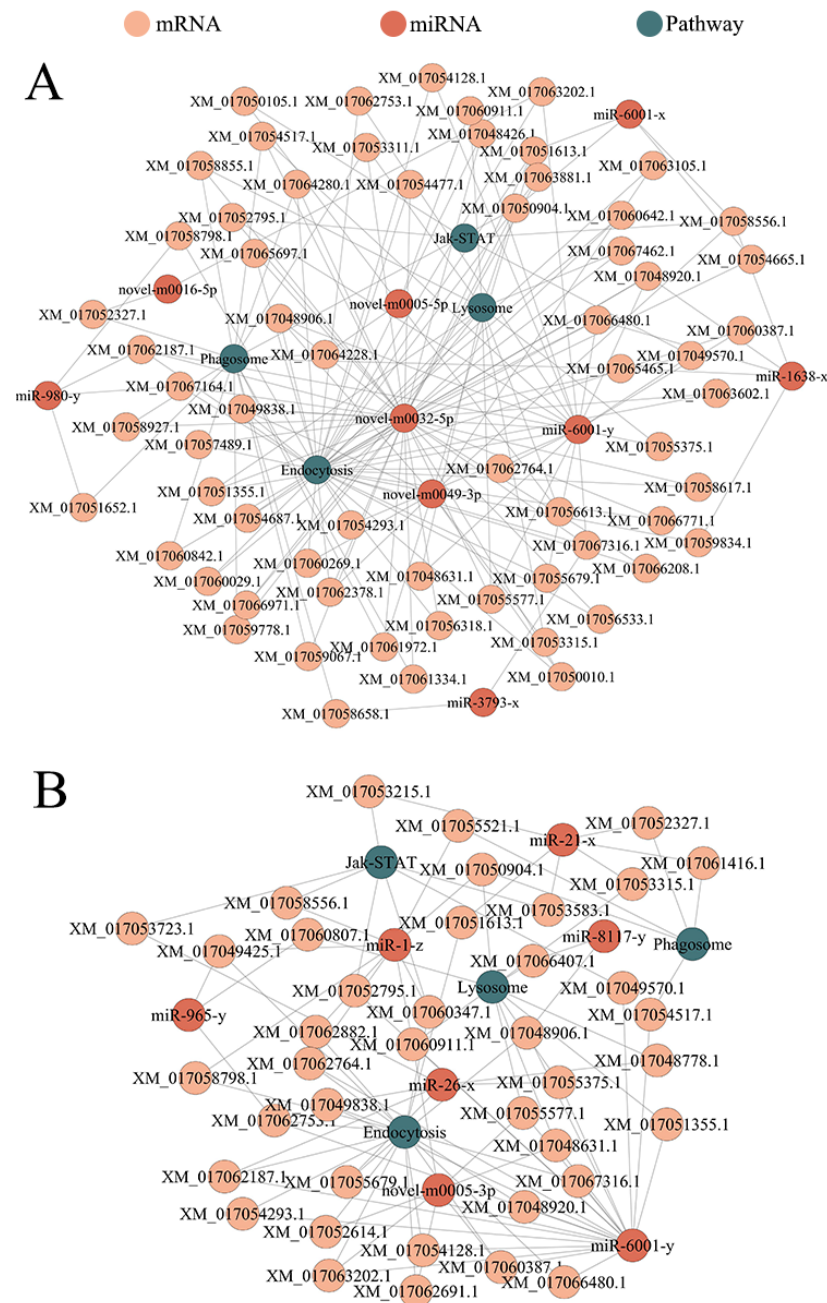 mRNA miRNA Pathway
A
XM_017054128.1
XM_017050105.1 XM_017062753.1 XM_017063202.1
XM_017060911.1 miR-6001-x
XM_017054517.1 XM_017048426.1
XM_017053311.1 XM_017051613.1
XM_017058855.1 XM_017063105.1
XM_017064280.1 XM_017054477.1 XM_017063881.1
XM_017052795.1 XM_017050904.1 XM_017060642.1
XM_017058556.1
XM_017058798.1 Jak-STAT
XM_017065697.1 XM_017067462.1
XM_017054665.1
XM_017048920.1
novel-m0016-5p
novel-m0005-5p Lysosome
XM_017052327.1 XM_017048906.1 XM_017066480.1
XM_017060387.1
XM_017062187.1 Phagosome XM_017064228.1 XM_017049570.1
XM_017065465.1 miR-1638-x
XM_017067164.1
miR-980-y XM_017063602.1
XM_017049838.1 novel-m0032-5p
XM_017058927.1 miR-6001-y
XM_017057489.1 XM_017055375.1
Endocytosis XM_017062764.1
XM_017051355.1 novel-m0049-3p XM_017058617.1
XM_017051652.1 XM_017056613.1
XM_017054687.1 XM_017054293.1 XM_017066771.1
XM_017067316.1 XM_017059834.1
XM_017060842.1 XM_017060269.1
XM_017066208.1
XM_017060029.1 XM_017048631.1 XM_017055679.1
XM_017062378.1 XM_017055577.1
XM_017066971.1
XM_017056533.1
XM_017059778.1 XM_017056318.1
XM_017053315.1
XM_017059067.1 XM_017061972.1
XM_017061334.1 XM_017050010.1
miR-3793-x
XM_017058658.1
B
XM_017053215.1
XM_017055521.1 XM_017052327.1
miR-21-x
Jak-STAT XM_017050904.1 XM_017061416.1
XM_017053315.1
XM_017058556.1 XM_017053583.1
XM_017053723.1 XM_017060807.1 XM_017051613.1 miR-8117-y
XM_017049425.1 miR-1-z Phagosome
XM_017066407.1
XM_017052795.1 Lysosome XM_017049570.1
miR-965-y XM_017060347.1 XM_017054517.1
XM_017062882.1 XM_017048906.1
XM_017060911.1
XM_017062764.1 XM_017048778.1
XM_017058798.1 miR-26-x XM_017055375.1
XM_017049838.1
XM_017062753.1 XM_017055577.1 XM_017051355.1
Endocytosis
XM_017048631.1
XM_017062187.1 XM_017055679.1 XM_017067316.1
novel-m0005-3p
XM_017054293.1 XM_017048920.1
XM_017052614.1
XM_017054128.1 miR-6001-y
XM_017063202.1 XM_017060387.1
XM_017062691.1 XM_017066480.1